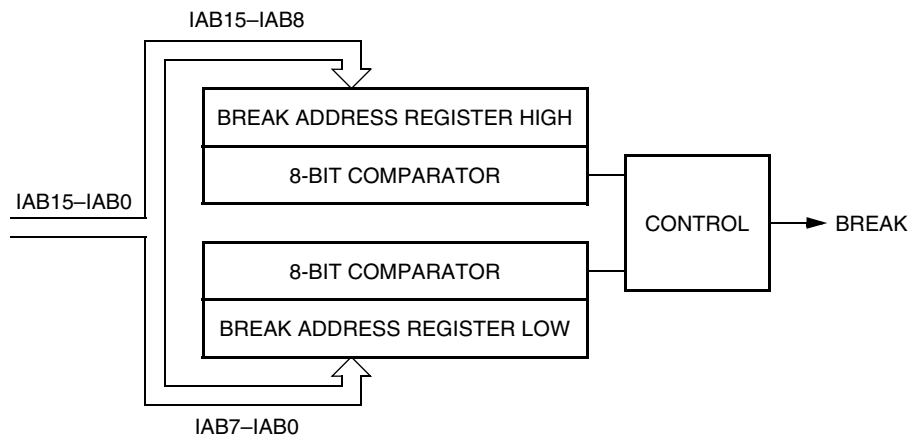 IAB15–IAB8
BREAK ADDRESS REGISTER HIGH
8-BIT COMPARATOR
IAB15–IAB0
CONTROL
BREAK
8-BIT COMPARATOR
BREAK ADDRESS REGISTER LOW
IAB7–IAB0